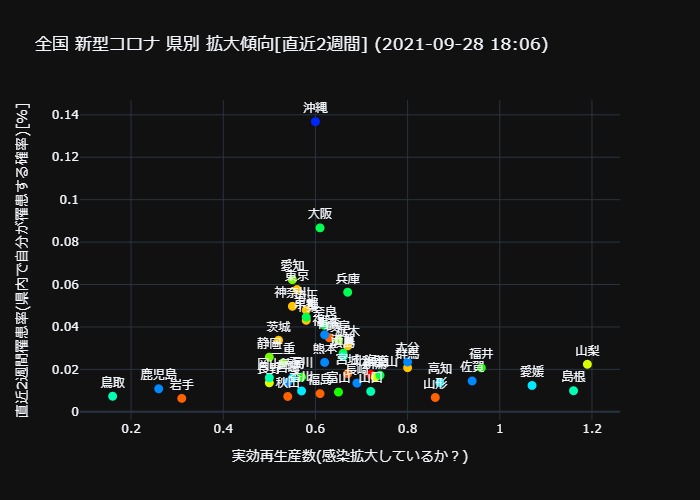 全国 新型コロナ 県別 拡大傾向[直近2週間] (2021-09-28 18:06)
直近2週間罹患率(県内で自分が罹患する確率)[%]
0.14
0.12
0.1
0.08
0.06
0.04
0.02
0
沖縄
大阪
愛知
東京
兵庫
神奈川
奈良
茨城
静岡
熊本
宮城
大分
群馬
福井
山梨
高知
佐賀
愛媛
島根
鳥取
鹿児島
岩手
秋田
福島
富山
長崎
山口
山形
0.2
0.4
0.6
0.8
1
1.2
実効再生産数(感染拡大しているか？)